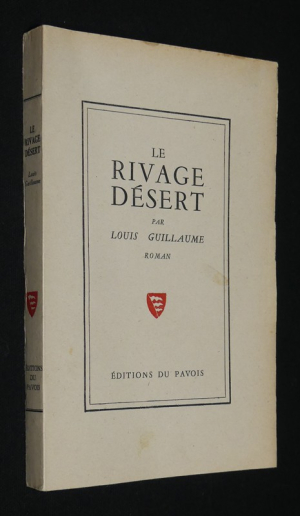 LE
RIVAGE
DÉSERT
Louis
Guillaume
ÉDITIONS
DU
PAVOIS
LE
RIVAGE
DÉSERT
PAR
LOUIS GUILLAUME
ROMAN
ÉDITIONS DU PAVOIS